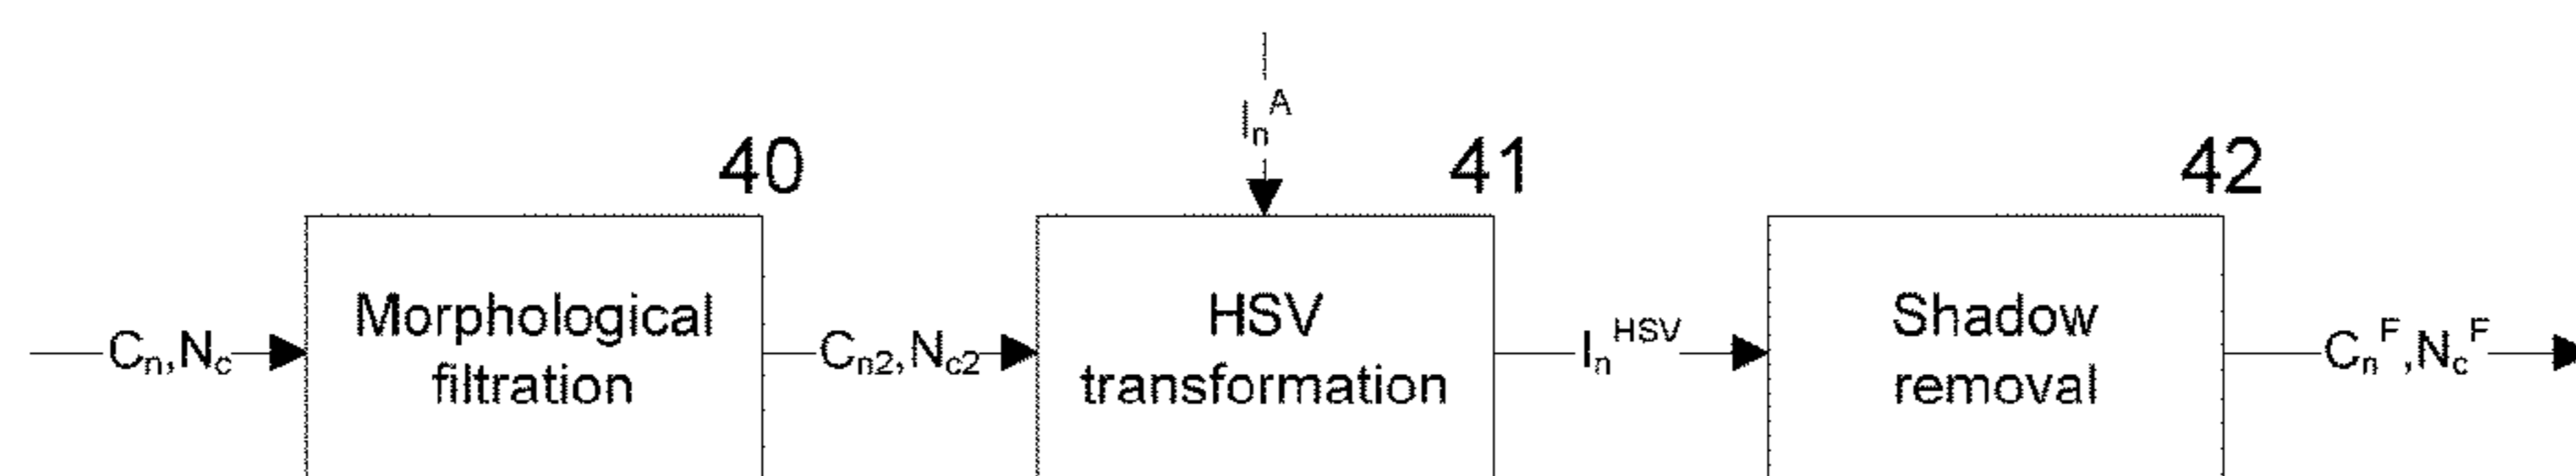 I_n^A
40
41
42
C_n,N_c
Morphological
filtration
C_n2,N_c2
HSV
transformation
I_n^HSV
Shadow
removal
C_n^F,N_c^F